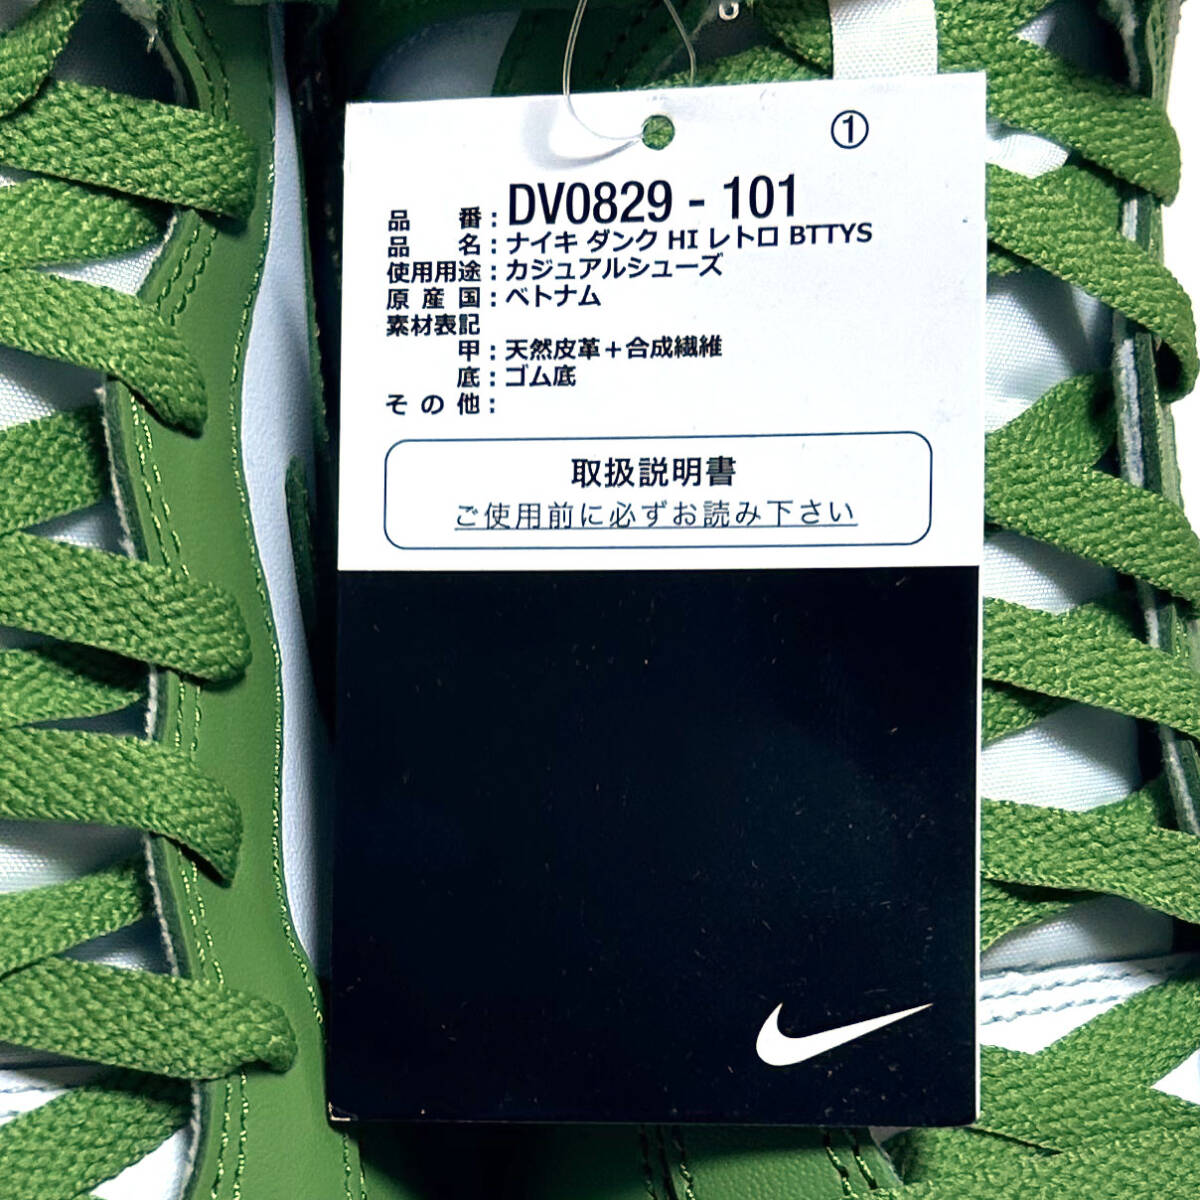 ①
品番：DV0829 - 101
品名：ナイキ ダンク HI レトロ BTTYS
使用用途：カジュアルシューズ
原産国：ベトナム
素材表記
甲：天然皮革＋合成繊維
底：ゴム底
その他：
取扱説明書
ご使用前に必ずお読み下さい